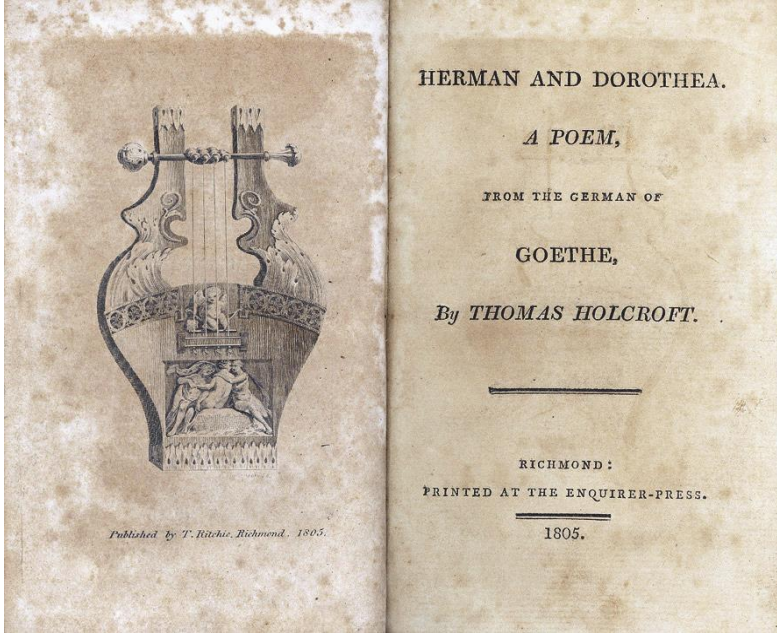 Published by T. Ritchie, Richmond. 1805.
HERMAN AND DOROTHEA.
A POEM,
FROM THE GERMAN OF
GOETHE,
By THOMAS HOLCROFT.
RICHMOND:
PRINTED AT THE ENQUIRER-PRESS.
1805.